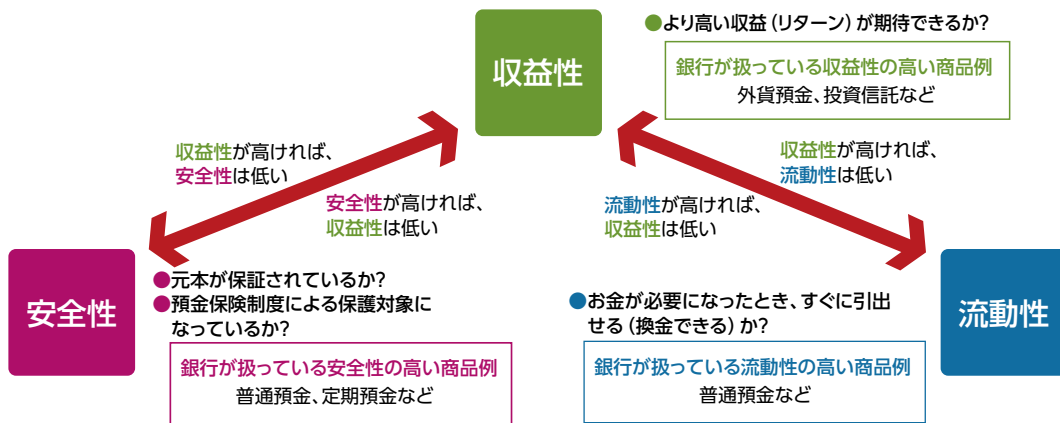 収益性
●より高い収益（リターン）が期待できるか？
銀行が扱っている収益性の高い商品例
外貨預金、投資信託など
収益性が高ければ、
安全性は低い
安全性が高ければ、
収益性は低い
収益性が高ければ、
流動性は低い
流動性が高ければ、
収益性は低い
安全性
●元本が保証されているか？
●預金保険制度による保護対象に
なっているか？
銀行が扱っている安全性の高い商品例
普通預金、定期預金など
●お金が必要になったとき、すぐに引出
せる（換金できる）か？
銀行が扱っている流動性の高い商品例
普通預金など
流動性